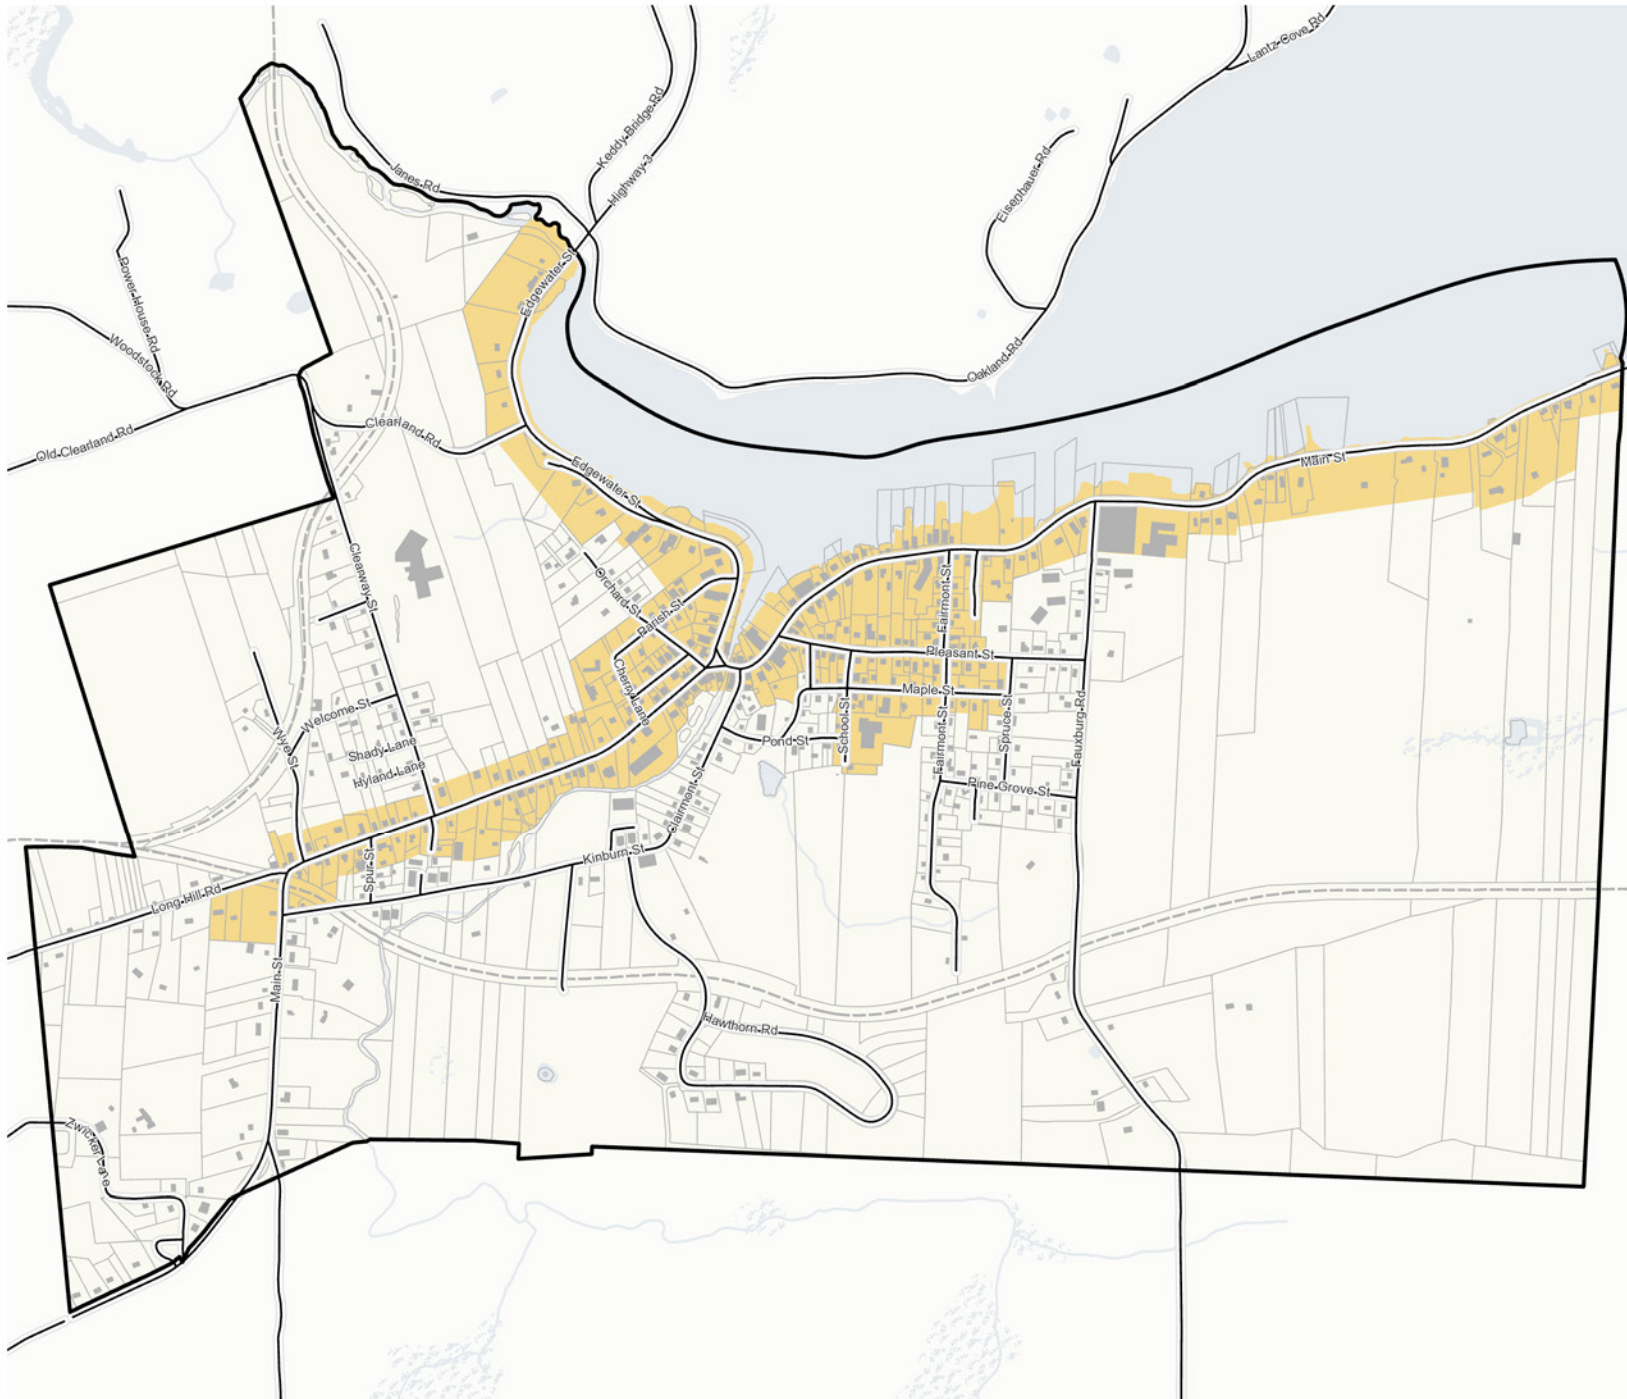 Lantz Cove Rd
Keddy Bridge Rd
Highway 3
Janes Rd
Eisenhauer Rd
Power House Rd
Edgewater St
Woodstock Rd
Oakland Rd
Old Clearland Rd
Clearland Rd
Edgewater St
Main St
Clearway St
Orchard St
Parish St
Fairmont St
Pleasant St
Cherry Lane
Maple St
Welcome St
Wye St
Shady Lane
Hyland Lane
Pond St
School St
Fairmont St
Spruce St
Fauxburg Rd
Pine Grove St
Clairmont St
Kinburn St
Spur St
Long Hill Rd
Main St
Hawthorn Rd
Zwicker Lane